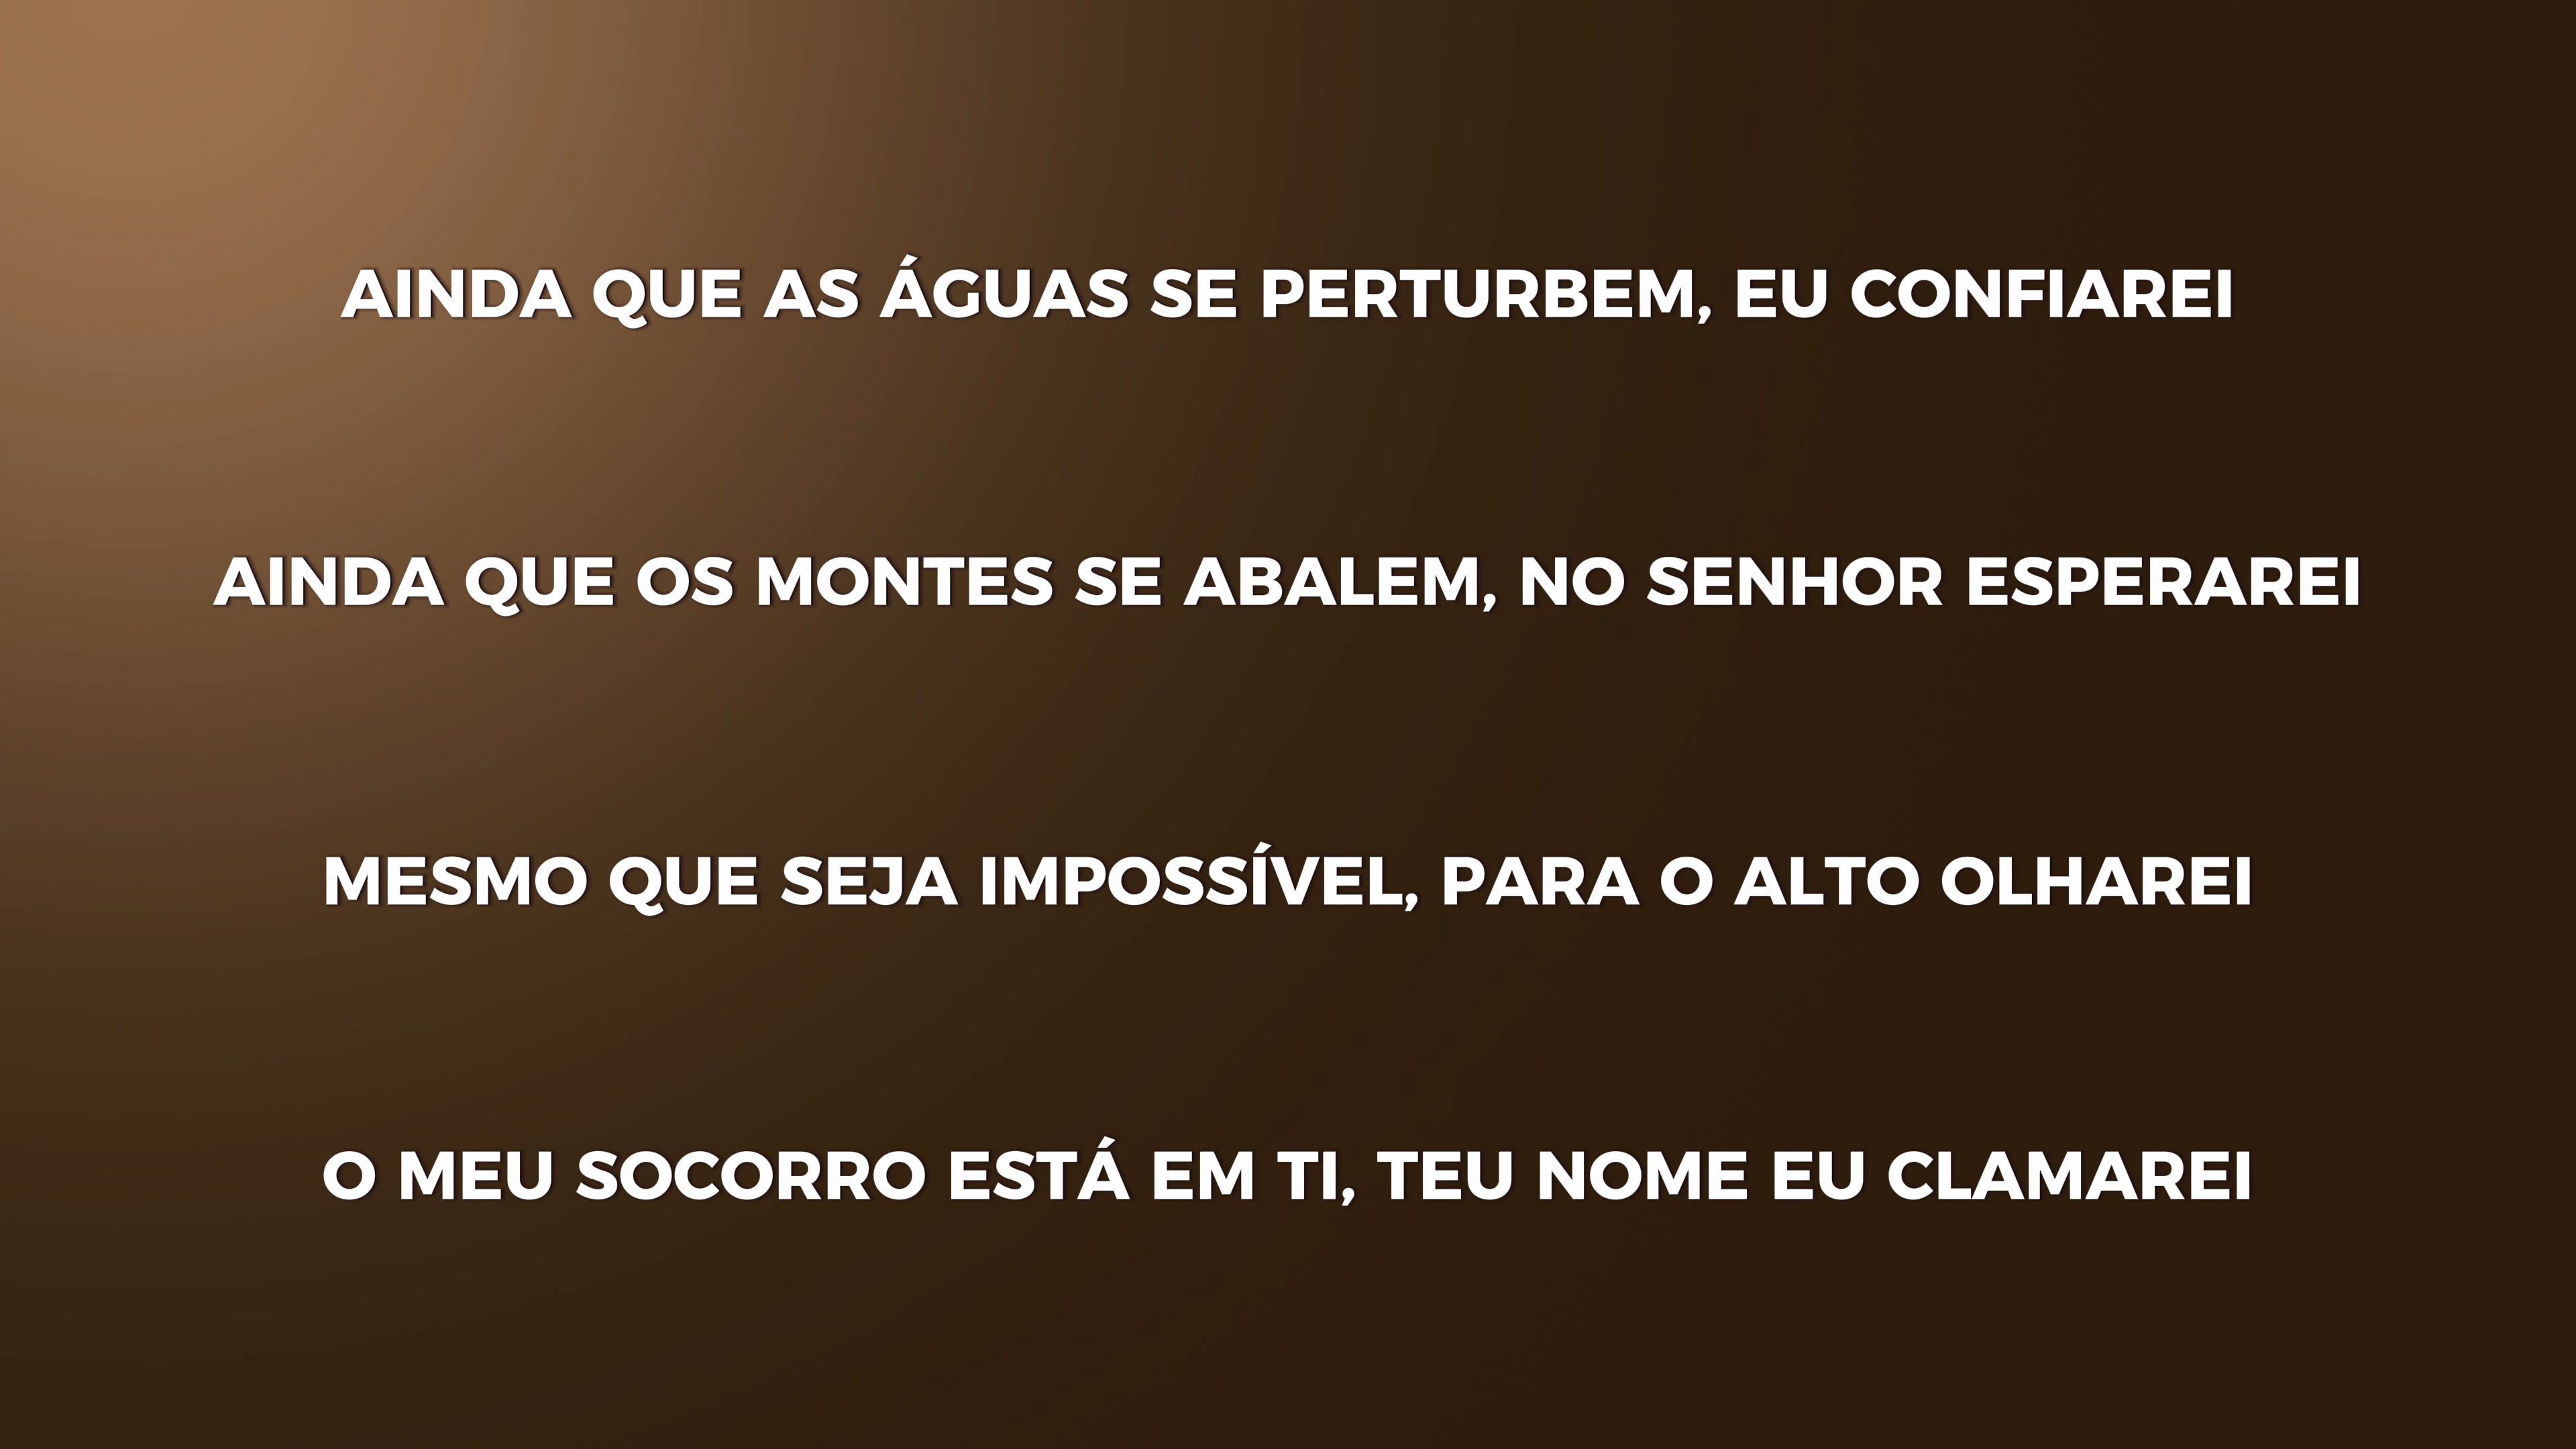 AINDA QUE AS ÁGUAS SE PERTURBEM, EU CONFIAREI
AINDA QUE OS MONTES SE ABALEM, NO SENHOR ESPERAREI
MESMO QUE SEJA IMPOSSÍVEL, PARA O ALTO OLHAREI
O MEU SOCORRO ESTÁ EM TI, TEU NOME EU CLAMAREI